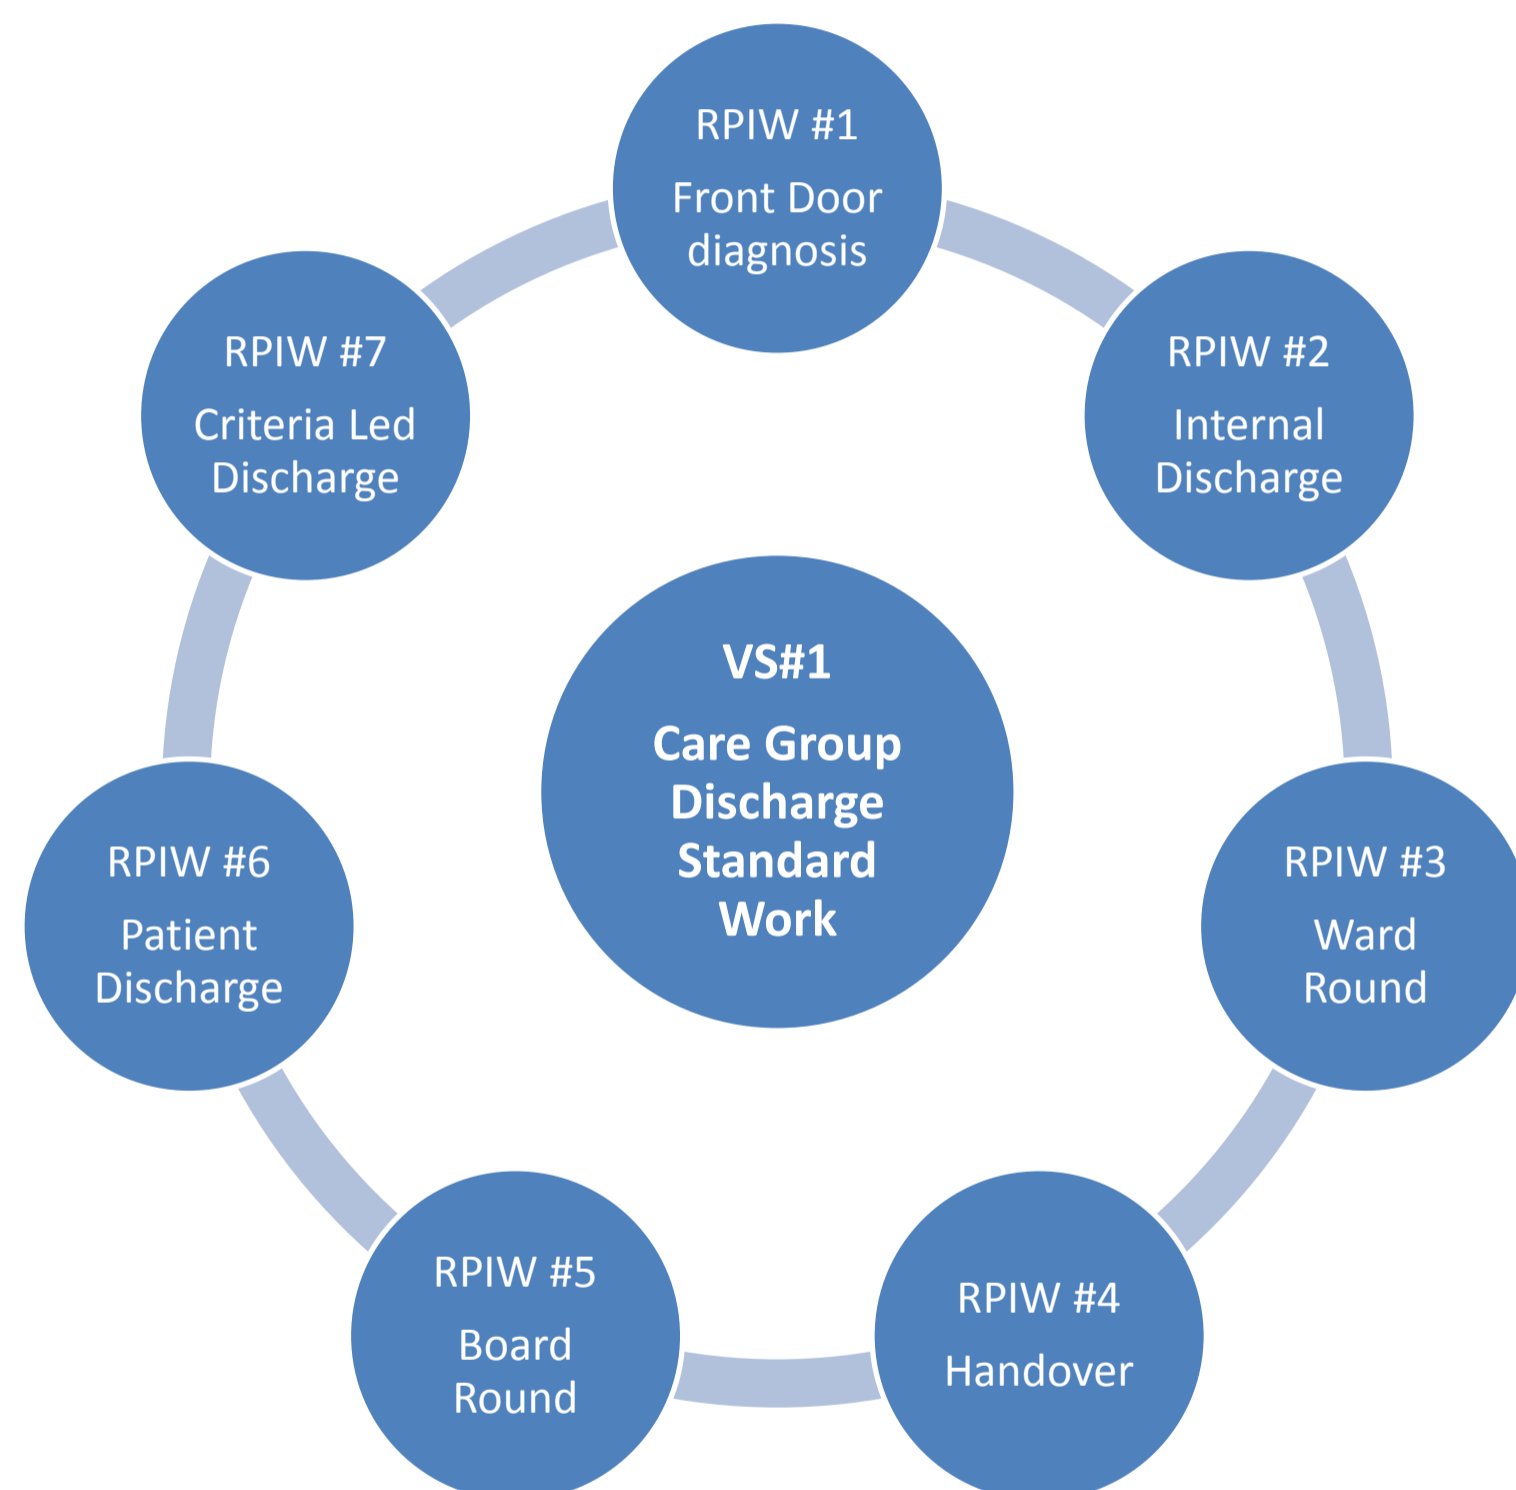 RPIW #1
Front Door
diagnosis
RPIW #2
Internal
Discharge
RPIW #3
Ward
Round
RPIW #4
Handover
RPIW #5
Board
Round
RPIW #6
Patient
Discharge
RPIW #7
Criteria Led
Discharge
VS#1
Care Group
Discharge
Standard
Work